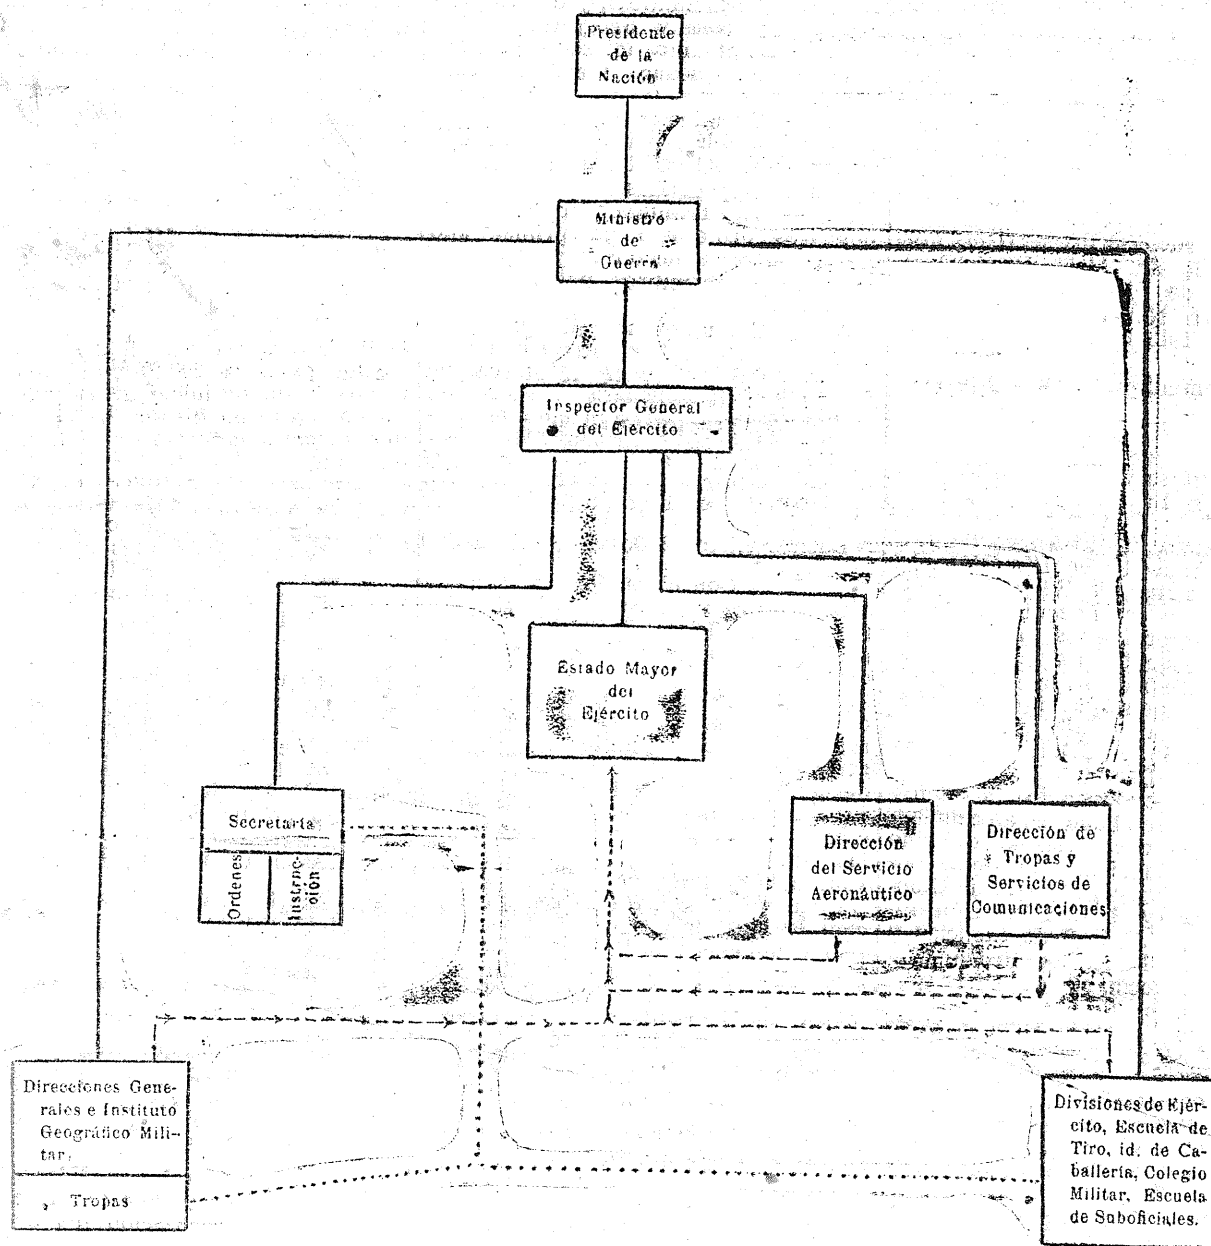 Presidente
de la
Nación
Ministro
de
Guerra
Inspector General
del Ejército
Estado Mayor
del
Ejército
Secretaría
Ordenes
Instruc-
ción
Dirección
del Servicio
Aeronáutico
Dirección de
Tropas y
Servicios de
Comunicaciones
Direcciones Gene-
rales e Instituto
Geográfico Mili-
tar.
Tropas
Divisiones de Ejér-
cito, Escuela de
Tiro, id. de Ca-
ballería, Colegio
Militar, Escuela
de Suboficiales.